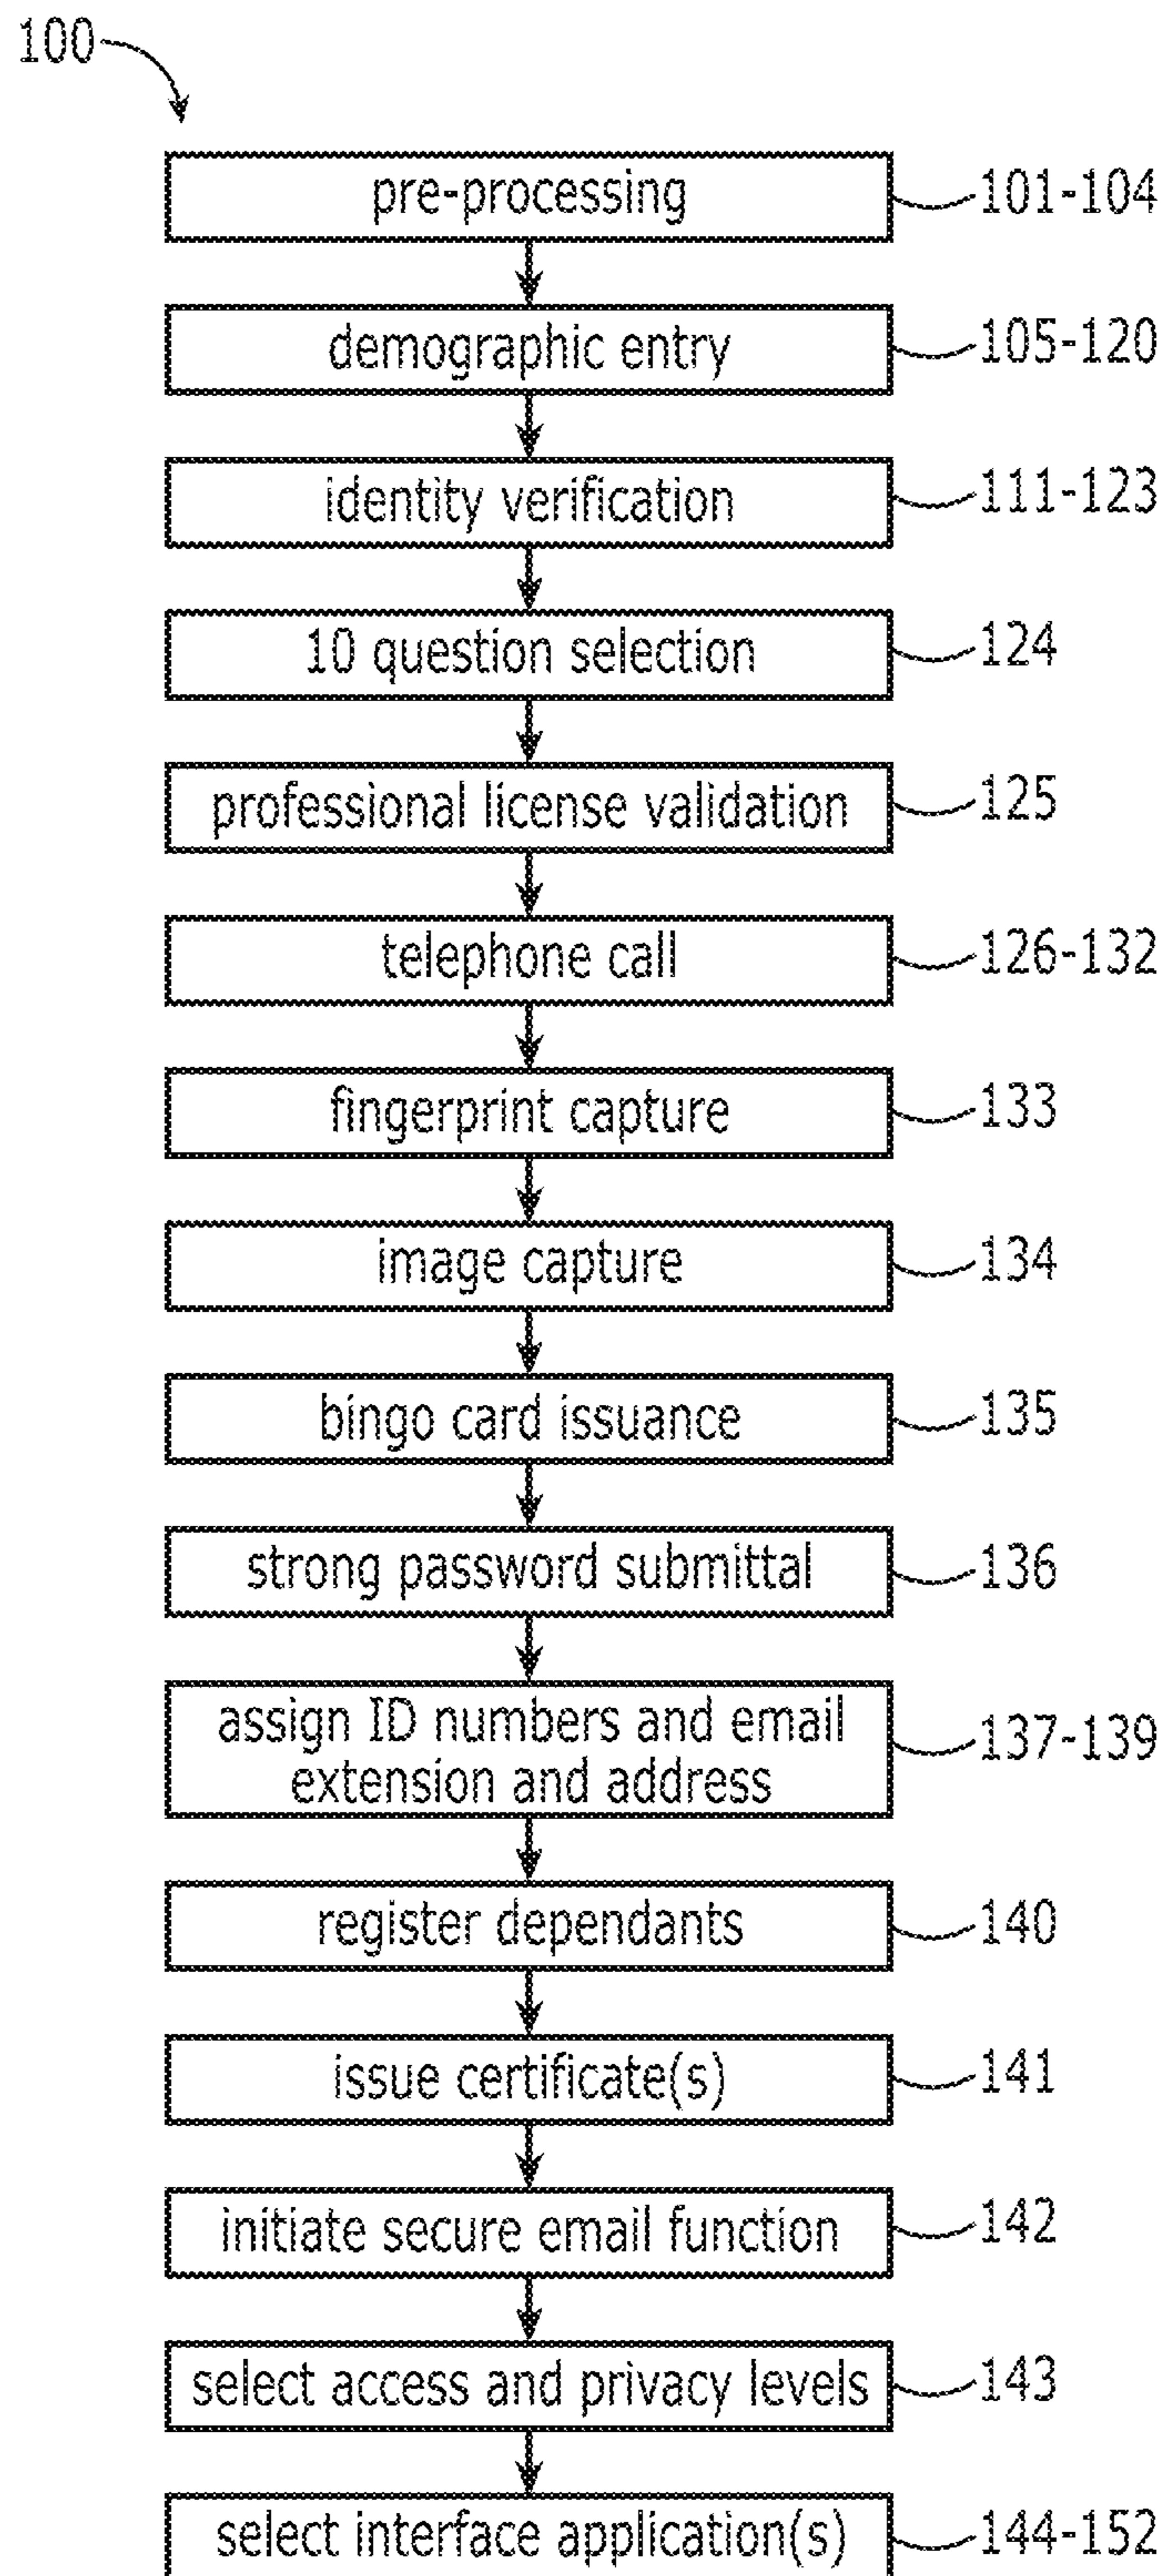 100
pre-processing 101-104
demographic entry 105-120
identity verification 111-123
10 question selection 124
professional license validation 125
telephone call 126-132
fingerprint capture 133
image capture 134
bingo card issuance 135
strong password submittal 136
assign ID numbers and email
extension and address 137-139
register dependants 140
issue certificate(s) 141
initiate secure email function 142
select access and privacy levels 143
select interface application(s) 144-152